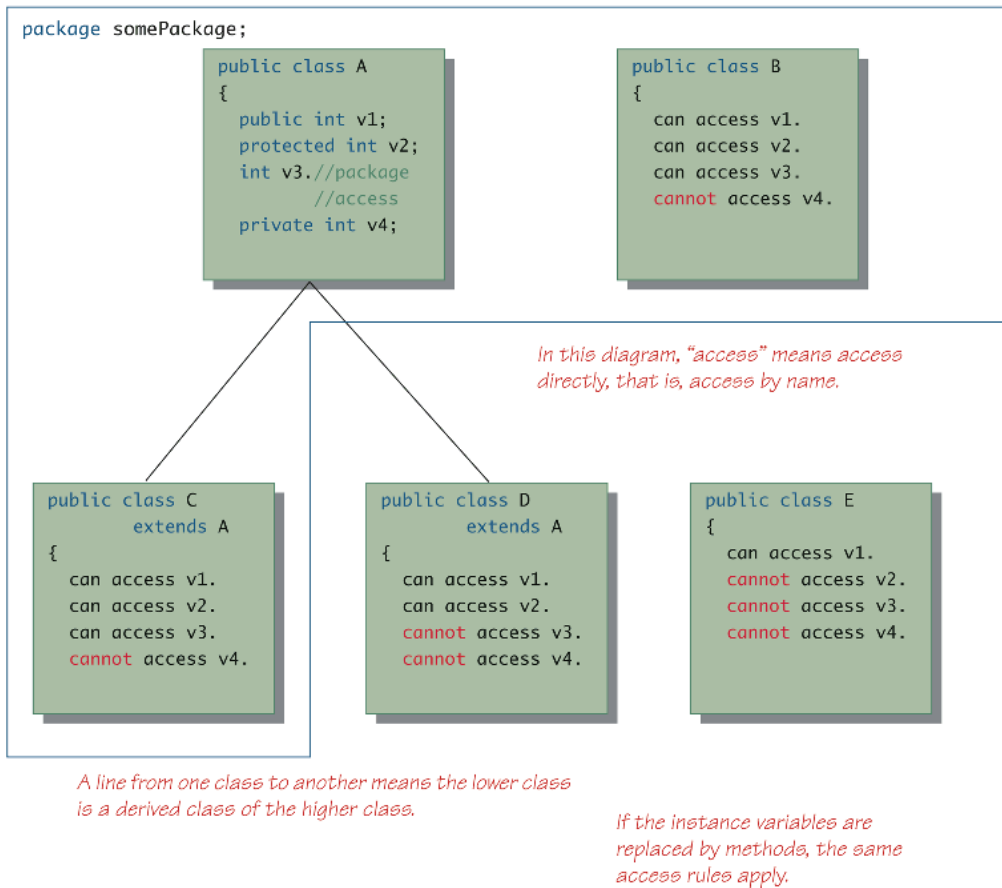 package somePackage;
public class A
{
public int v1;
protected int v2;
int v3.//package
//access
private int v4;
public class B
{
can access v1.
can access v2.
can access v3.
cannot access v4.
In this diagram, “access” means access
directly, that is, access by name.
public class C
extends A
{
can access v1.
can access v2.
can access v3.
cannot access v4.
public class D
extends A
{
can access v1.
can access v2.
cannot access v3.
cannot access v4.
public class E
{
can access v1.
cannot access v2.
cannot access v3.
cannot access v4.
A line from one class to another means the lower class
is a derived class of the higher class.
If the instance variables are
replaced by methods, the same
access rules apply.